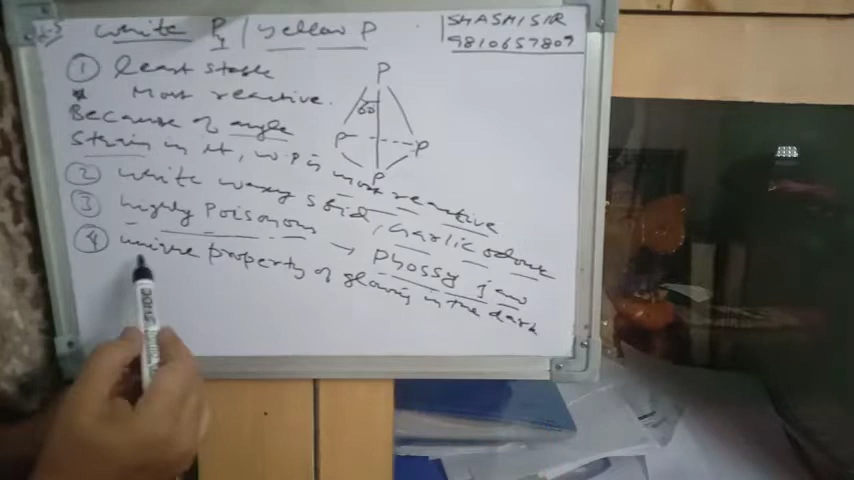 White P4 / Yellow P
SHASHI SIR
9810657809
① least stable
* Most reactive.
Because of angle
strain in it, w.P is most reactive
② white waxy solid, Garlic odour
③ highly Poisonous → Phossy jaw
④ unique property of glowing in the dark
P
60
P P
P